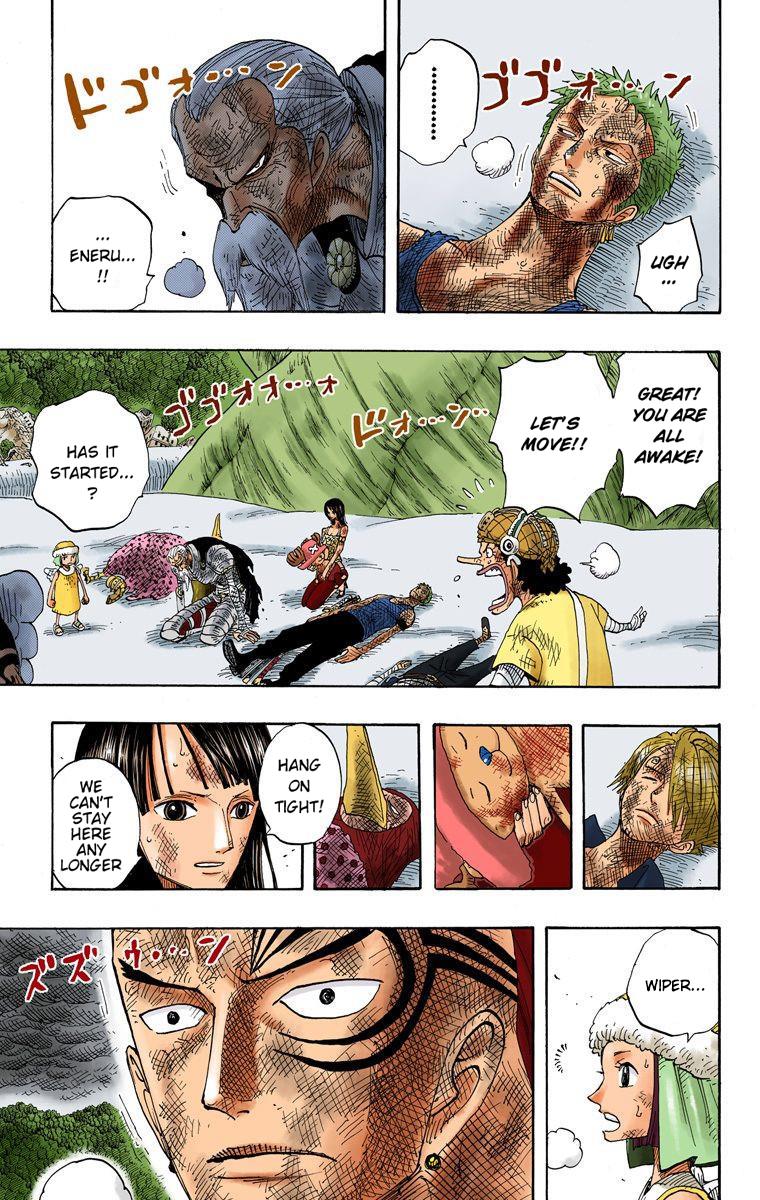 ゴゴォ...ン
..........
UGH
...
ドゴォ...ン
...
ENERU...
!!
GREAT!
YOU ARE
ALL
AWAKE!
LET'S
MOVE!!
ドォ...ン..
ゴゴォオオ...ォ
HAS IT
STARTED...
?
HANG
ON
TIGHT!
WE
CAN'T
STAY
HERE
ANY
LONGER
WIPER...
ズズゥ...ン